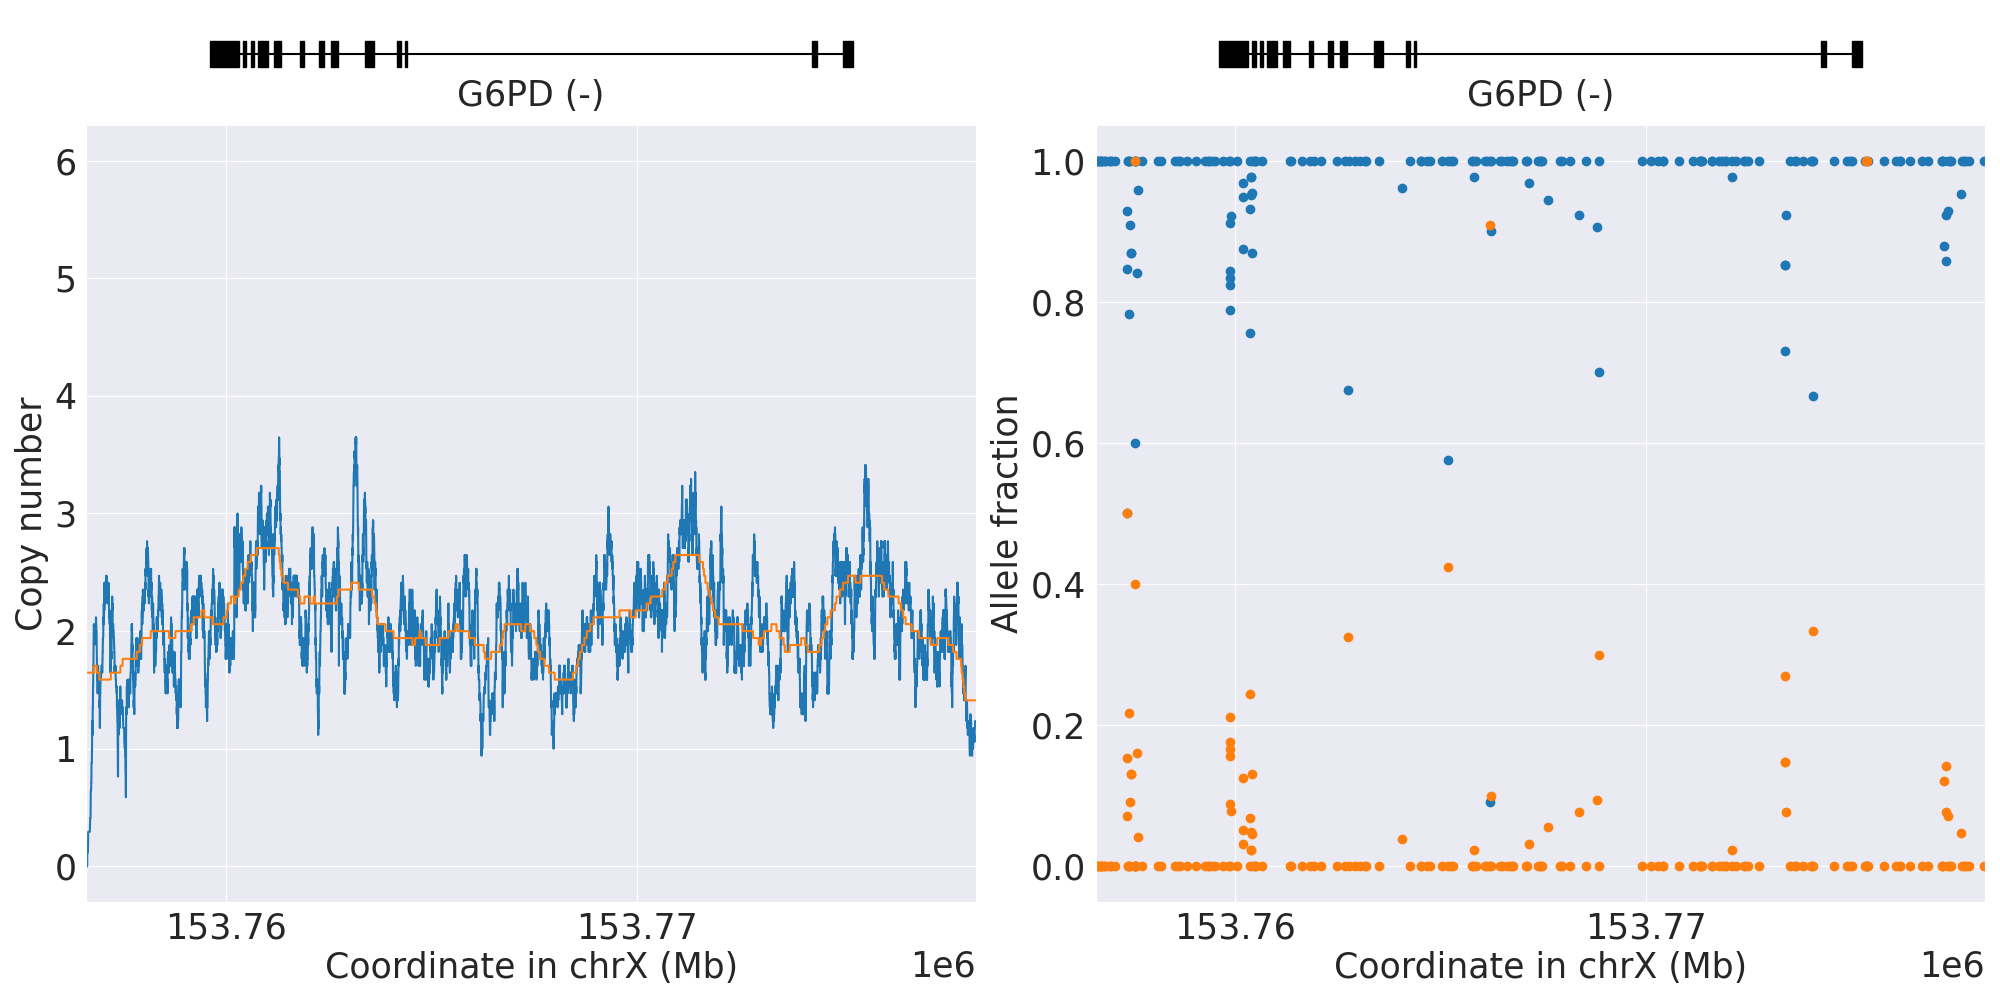 G6PD (-)
6
5
4
3
2
1
0
Copy number
153.76
153.77
Coordinate in chrX (Mb)
1e6
G6PD (-)
1.0
0.8
0.6
0.4
0.2
0.0
Allele fraction
153.76
153.77
Coordinate in chrX (Mb)
1e6